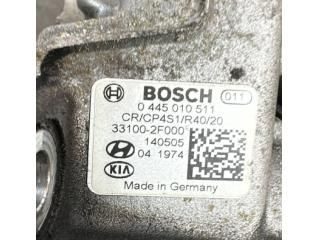 BOSCH 011
0 445 010 511
CR/CP4S1/R40/20
33100-2F000
140505
04 1974
KIA
Made in Germany